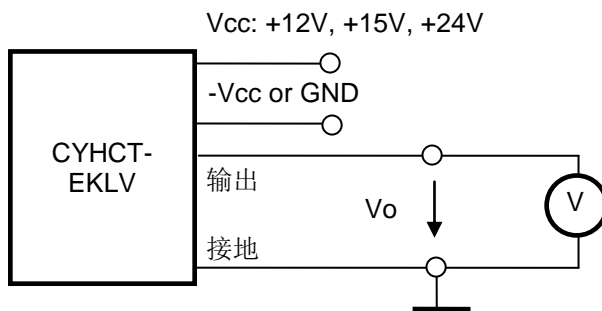 Vcc: +12V, +15V, +24V
-Vcc or GND
CYHCT-
EKLV
输出
Vo
V
接地